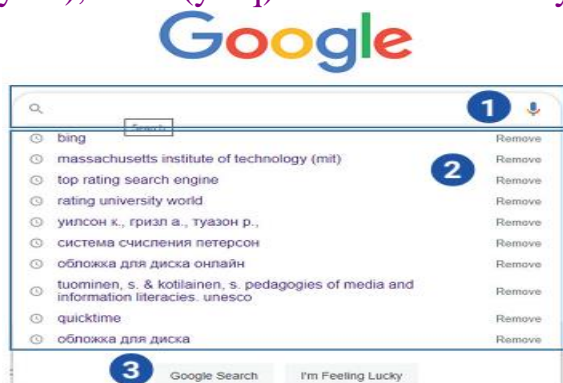 Google
1
Search
bing Remove
massachusetts institute of technology (mit) Remove
2
top rating search engine Remove
rating university world Remove
уилсон к., гризл а., туазон р., Remove
система счисления петерсон Remove
обложка для диска онлайн Remove
tuominen, s. & kotilainen, s. pedagogies of media and
information literacies. unesco Remove
quicktime Remove
обложка для диска Remove
3 Google Search I'm Feeling Lucky